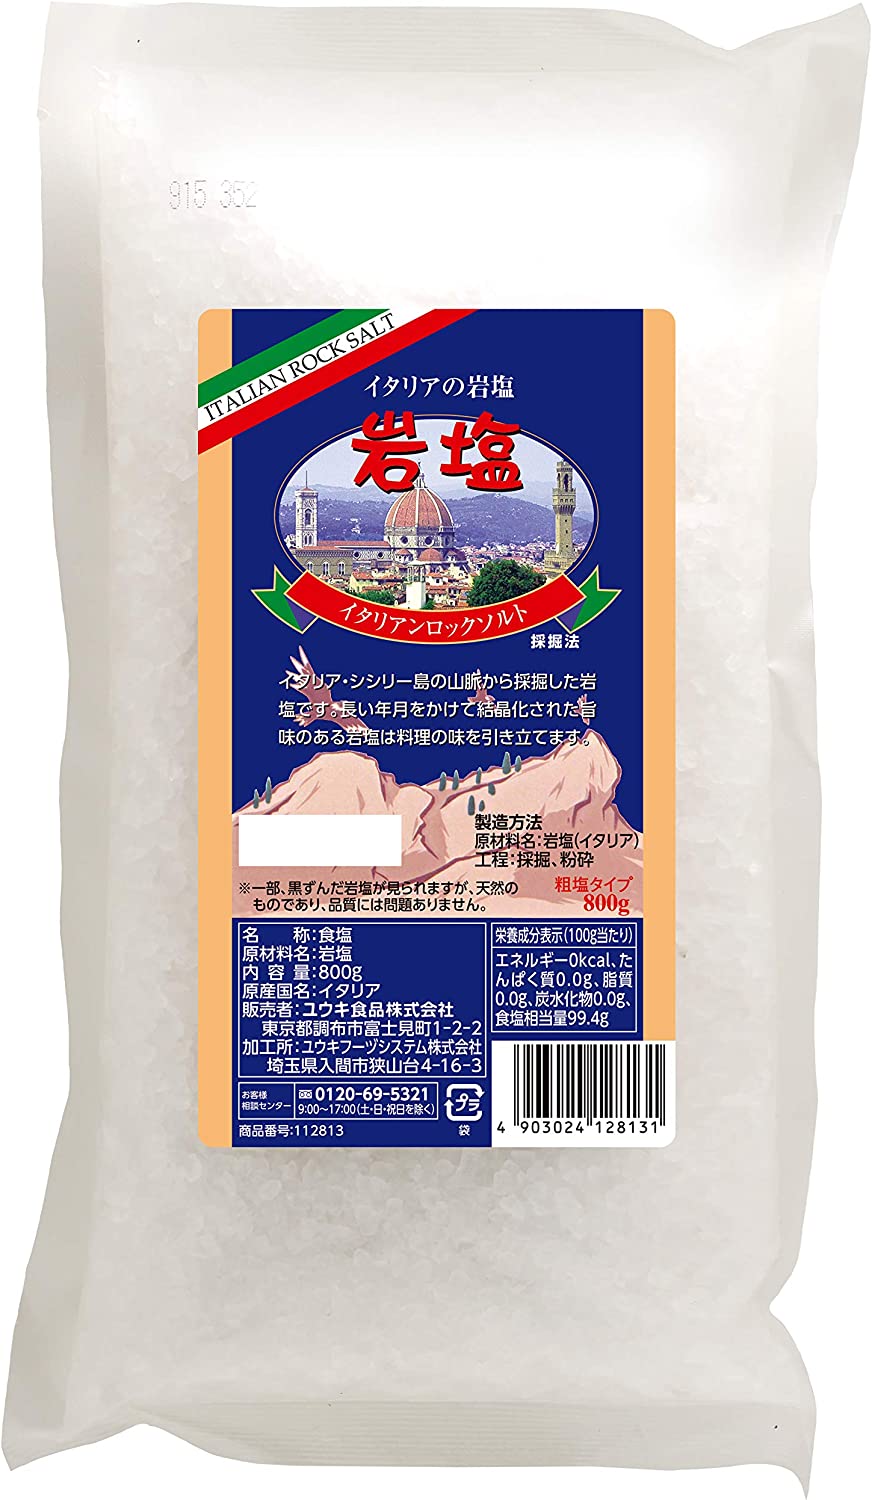 915 352
ITALIAN ROCK SALT
イタリアの岩塩
岩塩
イタリアンロックソルト
採掘法
イタリア・シシリー島の山脈から採掘した岩
塩です。長い年月をかけて結晶化された旨
味のある岩塩は料理の味を引き立てます。
製造方法
原材料名:岩塩(イタリア)
工程:採掘、粉砕
※一部、黒ずんだ岩塩が見られますが、天然の
ものであり、品質には問題ありません。
粗塩タイプ
800g
名 称:食塩
原材料名:岩塩
内容量:800g
原産国名:イタリア
販売者:ユウキ食品株式会社
東京都調布市富士見町1-2-2
加工所:ユウキフーヅシステム株式会社
埼玉県入間市狭山台4-16-3
栄養成分表示(100g当たり)
エネルギー0kcal、た
んぱく質0.0g、脂質
0.0g、炭水化物0.0g、
食塩相当量99.4g
お客様
相談センター
0120-69-5321
9:00〜17:00(土・日・祝日を除く)
プラ
袋
商品番号:112813
4 903024 128131